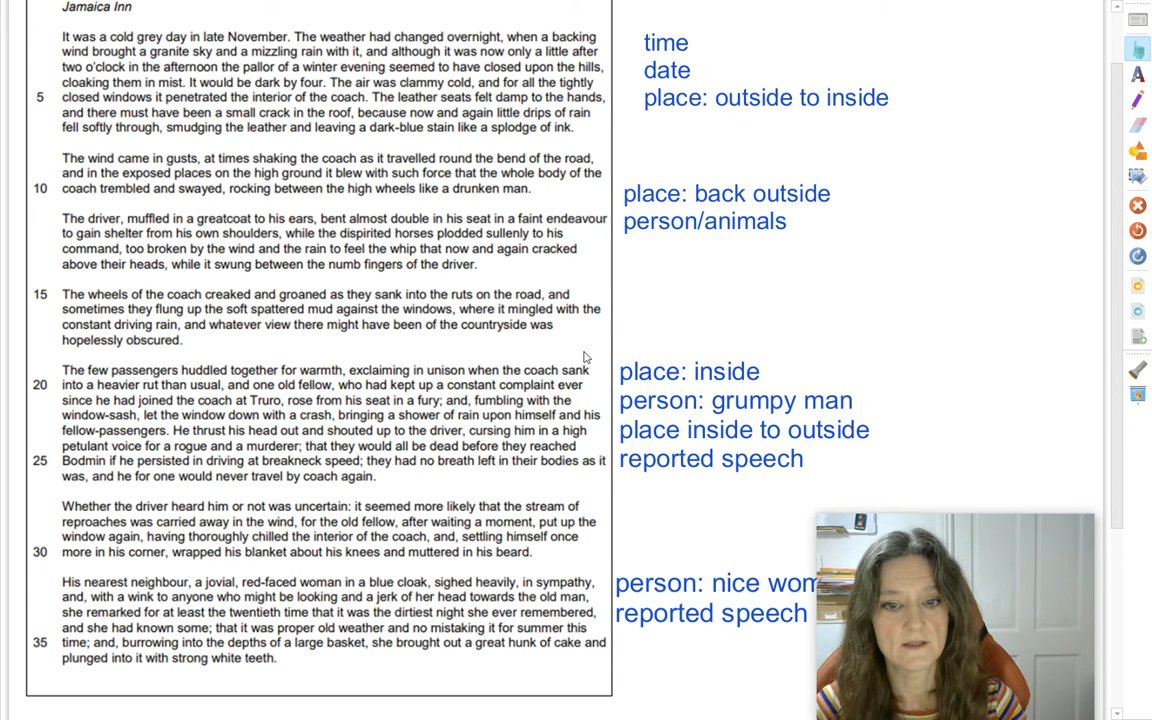 Jamaica Inn
It was a cold grey day in late November. The weather had changed overnight, when a backing
wind brought a granite sky and a mizzling rain with it, and although it was now only a little after
two o'clock in the afternoon the pallor of a winter evening seemed to have closed upon the hills,
cloaking them in mist. It would be dark by four. The air was clammy cold, and for all the tightly
5 closed windows it penetrated the interior of the coach. The leather seats felt damp to the hands,
and there must have been a small crack in the roof, because now and again little drips of rain
fell softly through, smudging the leather and leaving a dark-blue stain like a splodge of ink.
The wind came in gusts, at times shaking the coach as it travelled round the bend of the road,
and in the exposed places on the high ground it blew with such force that the whole body of the
10 coach trembled and swayed, rocking between the high wheels like a drunken man.
The driver, muffled in a greatcoat to his ears, bent almost double in his seat in a faint endeavour
to gain shelter from his own shoulders, while the dispirited horses plodded sullenly to his
command, too broken by the wind and the rain to feel the whip that now and again cracked
above their heads, while it swung between the numb fingers of the driver.
15 The wheels of the coach creaked and groaned as they sank into the ruts on the road, and
sometimes they flung up the soft spattered mud against the windows, where it mingled with the
constant driving rain, and whatever view there might have been of the countryside was
hopelessly obscured.
The few passengers huddled together for warmth, exclaiming in unison when the coach sank
20 into a heavier rut than usual, and one old fellow, who had kept up a constant complaint ever
since he had joined the coach at Truro, rose from his seat in a fury; and, fumbling with the
window-sash, let the window down with a crash, bringing a shower of rain upon himself and his
fellow-passengers. He thrust his head out and shouted up to the driver, cursing him in a high
petulant voice for a rogue and a murderer; that they would all be dead before they reached
25 Bodmin if he persisted in driving at breakneck speed; they had no breath left in their bodies as it
was, and he for one would never travel by coach again.
Whether the driver heard him or not was uncertain: it seemed more likely that the stream of
reproaches was carried away in the wind, for the old fellow, after waiting a moment, put up the
window again, having thoroughly chilled the interior of the coach, and, settling himself once
30 more in his corner, wrapped his blanket about his knees and muttered in his beard.
His nearest neighbour, a jovial, red-faced woman in a blue cloak, sighed heavily, in sympathy,
and, with a wink to anyone who might be looking and a jerk of her head towards the old man,
she remarked for at least the twentieth time that it was the dirtiest night she ever remembered,
and she had known some; that it was proper old weather and no mistaking it for summer this
35 time; and, burrowing into the depths of a large basket, she brought out a great hunk of cake and
plunged into it with strong white teeth.
time
date
place: outside to inside
place: back outside
person/animals
place: inside
person: grumpy man
place inside to outside
reported speech
person: nice wom
reported speech